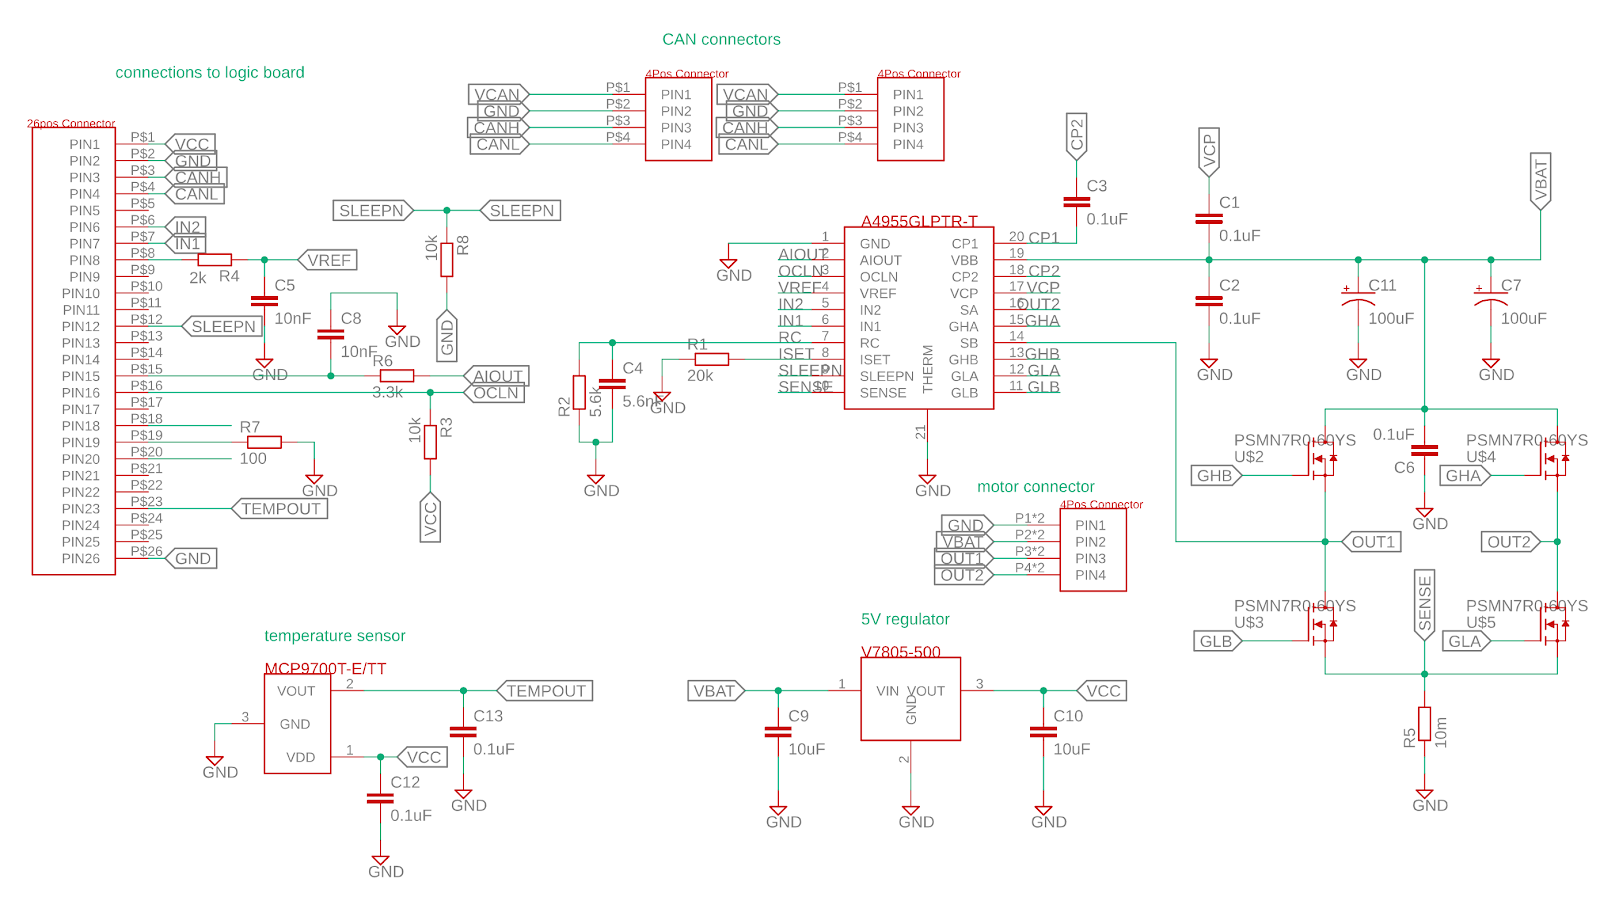 CAN connectors
connections to logic board
26pos Connector
PIN1 P$1 VCC
PIN2 P$2 GND
PIN3 P$3 CANH
PIN4 P$4 CANL
PIN5 P$5
PIN6 P$6 IN2
PIN7 P$7 IN1
PIN8 P$8
PIN9 P$9
PIN10 P$10
PIN11 P$11
PIN12 P$12 SLEEPN
PIN13 P$13
PIN14 P$14
PIN15 P$15
PIN16 P$16
PIN17 P$17
PIN18 P$18
PIN19 P$19
PIN20 P$20
PIN21 P$21
PIN22 P$22
PIN23 P$23 TEMPOUT
PIN24 P$24
PIN25 P$25
PIN26 P$26 GND
2k R4 VREF
C5
10nF
GND
C8
10nF
GND
R6
3.3k
AIOUT
OCLN
10k R3
VCC
R7
100
GND
SLEEPN SLEEPN
10k R8
GND
4Pos Connector
VCAN P$1 PIN1
GND P$2 PIN2
CANH P$3 PIN3
CANL P$4 PIN4
4Pos Connector
VCAN P$1 PIN1
GND P$2 PIN2
CANH P$3 PIN3
CANL P$4 PIN4
A4955GLPTR-T
GND
1 GND CP1 20 CP1
AIOUT 2 AIOUT VBB 19
OCLN 3 OCLN CP2 18 CP2
VREF 4 VREF VCP 17 VCP
IN2 5 IN2 SA 16 OUT2
IN1 6 IN1 GHA 15 GHA
RC 7 RC SB 14
ISET 8 ISET GHB 13 GHB
SLEEPN 9 SLEEPN GLA 12 GLA
SENSE 10 SENSE GLB 11 GLB
THERM
21
GND
R1
20k
GND
R2 5.6k
C4
5.6nF
GND
CP2
C3
0.1uF
VCP
C1
0.1uF
C2
0.1uF
GND
VBAT
C11
100uF
GND
C7
100uF
GND
PSMN7R0-60YS
U$2
GHB
0.1uF
C6
GND
PSMN7R0-60YS
U$4
GHA
OUT1
OUT2
PSMN7R0-60YS
U$3
GLB
SENSE
PSMN7R0-60YS
U$5
GLA
R5 10m
GND
motor connector
4Pos Connector
GND P1*2 PIN1
VBAT P2*2 PIN2
OUT1 P3*2 PIN3
OUT2 P4*2 PIN4
temperature sensor
MCP9700T-E/TT
VOUT 2 TEMPOUT
3 GND
VDD 1 VCC
GND
C13
0.1uF
GND
C12
0.1uF
GND
5V regulator
V7805-500
VBAT 1 VIN VOUT 3 VCC
GND
2
C9
10uF
GND
GND
C10
10uF
GND